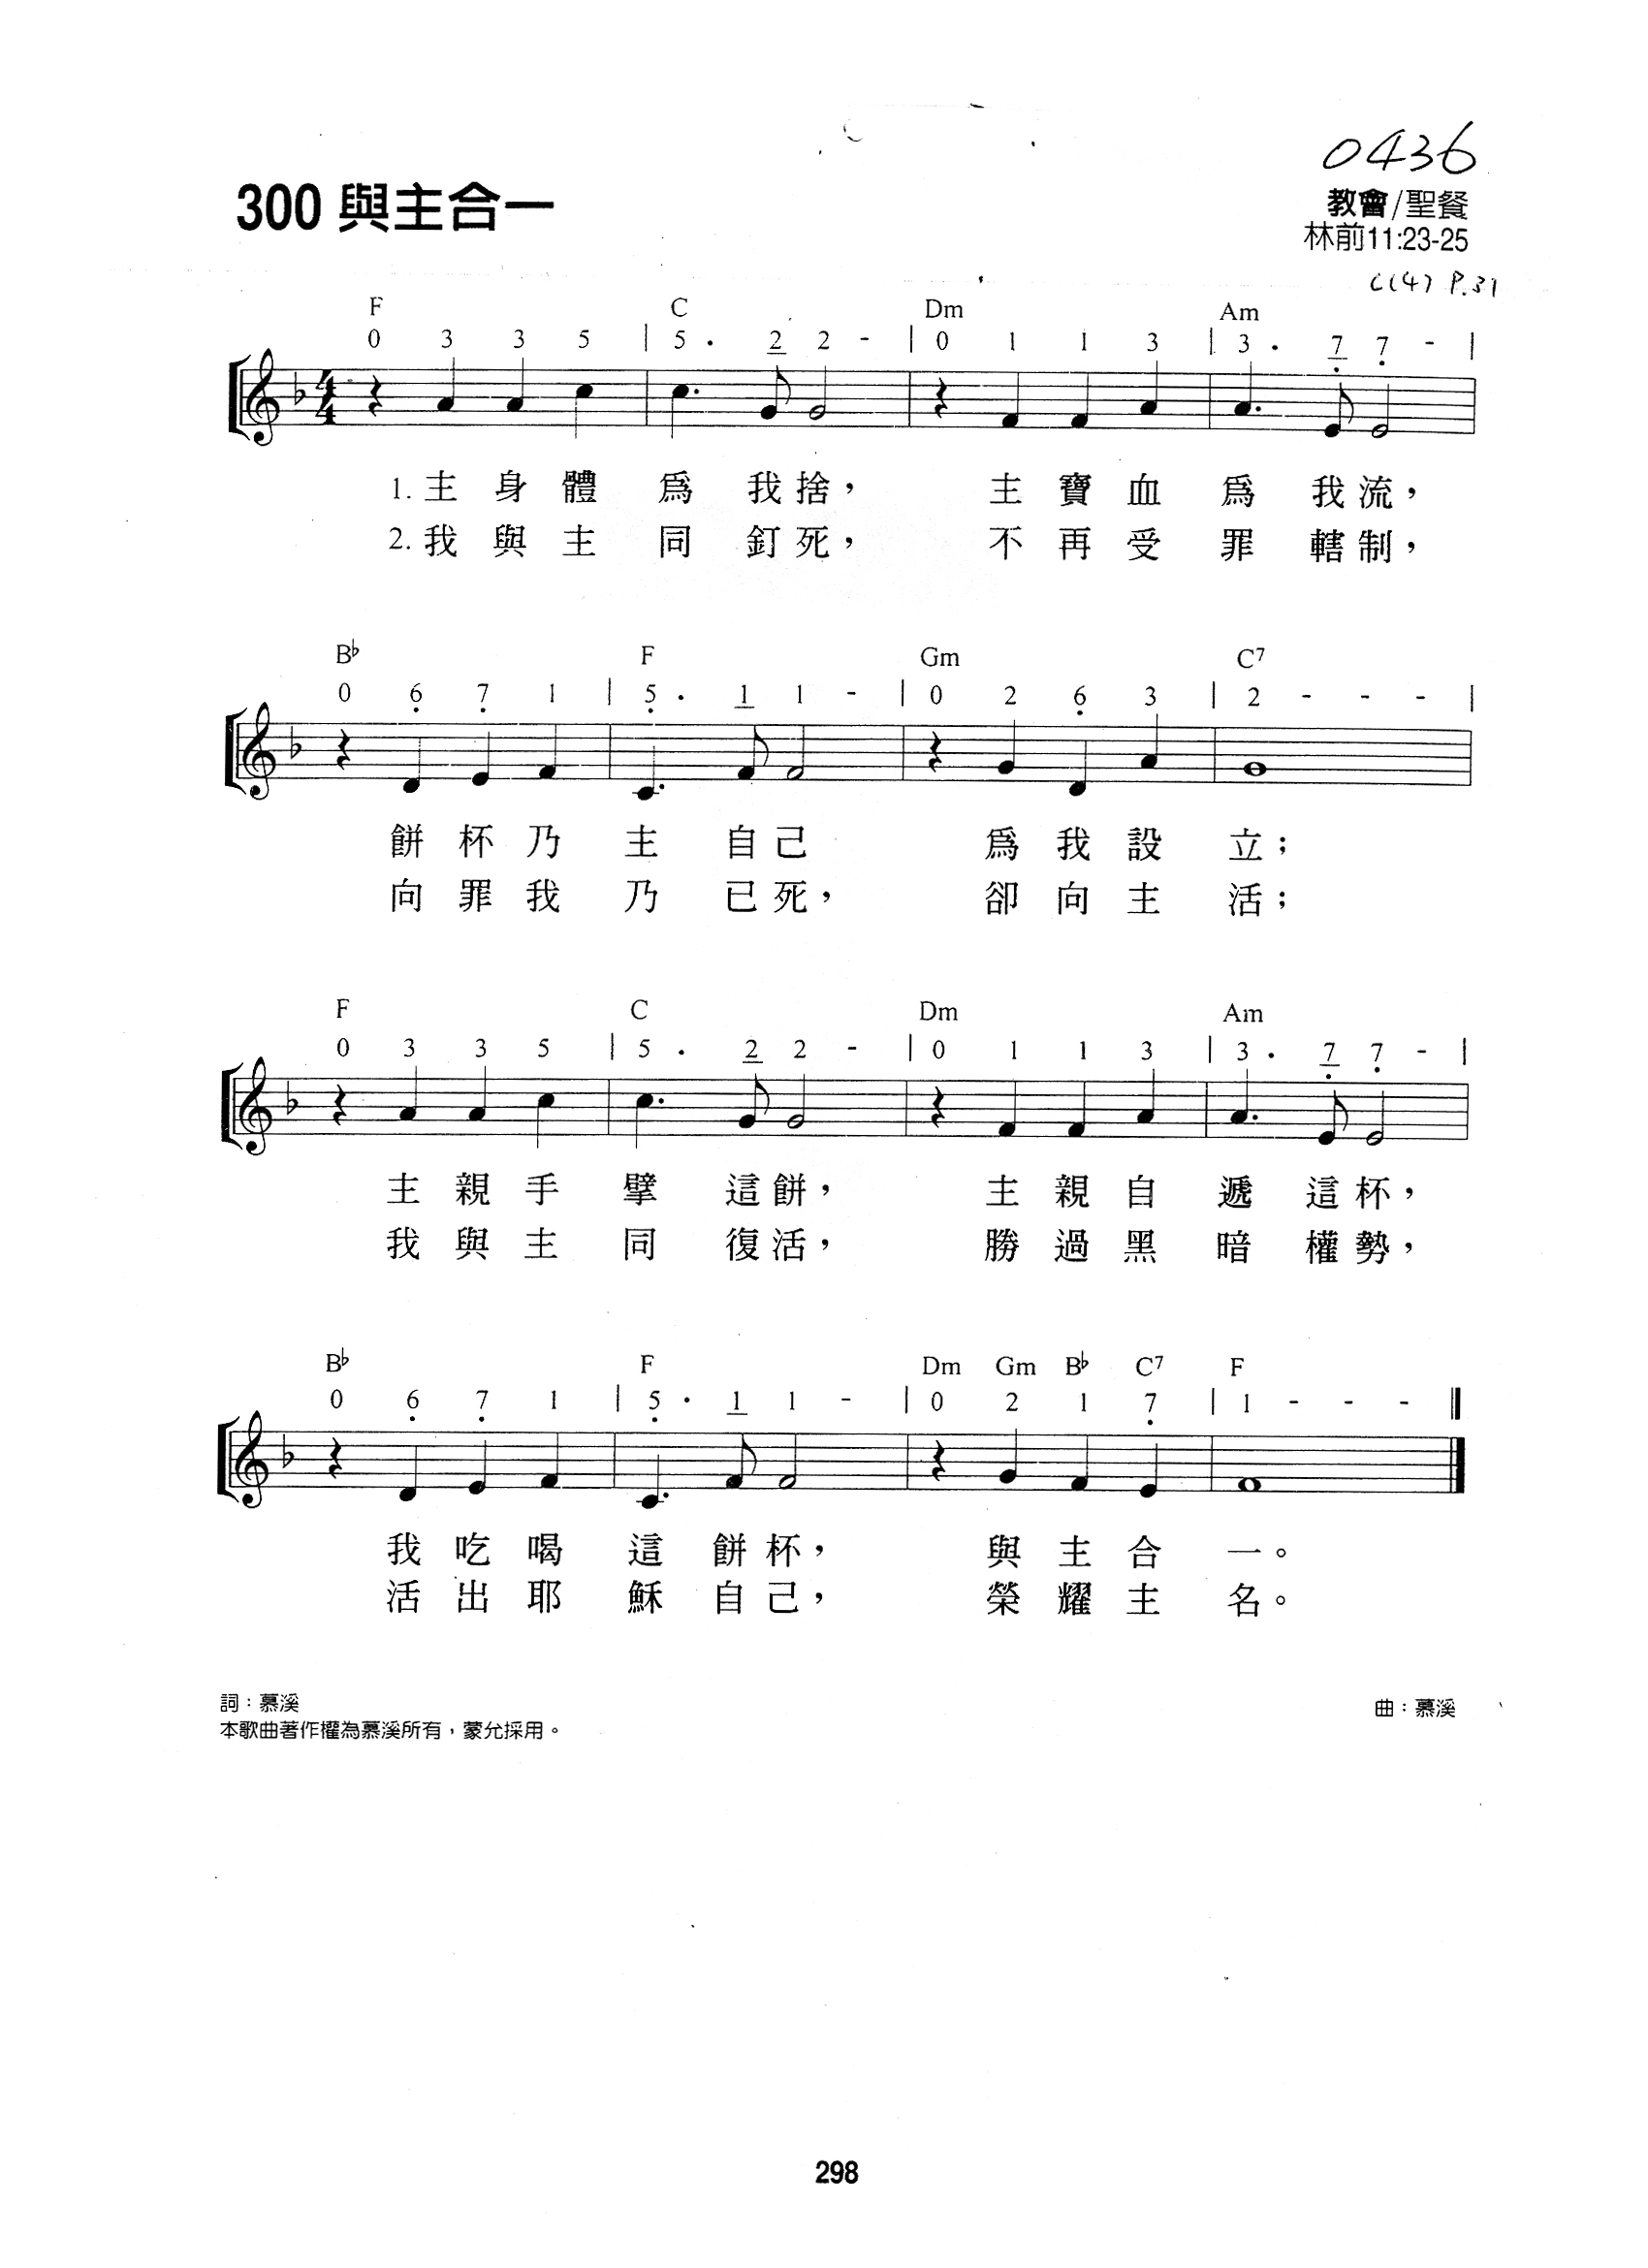 0436
300 與主合一
教會/聖餐
林前11:23-25
C(4) P.31
F C Dm Am
0 3 3 5 | 5 . 2 2 - | 0 1 1 3 | 3 . 7 7 - |
4/4
1. 主身體為我捨， 主寶血為我流，
2. 我與主同釘死， 不再受罪轄制，
B♭ F Gm C7
0 6 7 1 | 5 . 1 1 - | 0 2 6 3 | 2 - - - |
餅杯乃主自己 為我設立；
向罪我乃已死， 卻向主活；
F C Dm Am
0 3 3 5 | 5 . 2 2 - | 0 1 1 3 | 3 . 7 7 - |
主親手擘這餅， 主親自遞這杯，
我與主同復活， 勝過黑暗權勢，
B♭ F Dm Gm B♭ C7 F
0 6 7 1 | 5 . 1 1 - | 0 2 1 7 | 1 - - - ‖
我吃喝這餅杯， 與主合一。
活出耶穌自己， 榮耀主名。
詞：慕溪 曲：慕溪
本歌曲著作權為慕溪所有，蒙允採用。
298